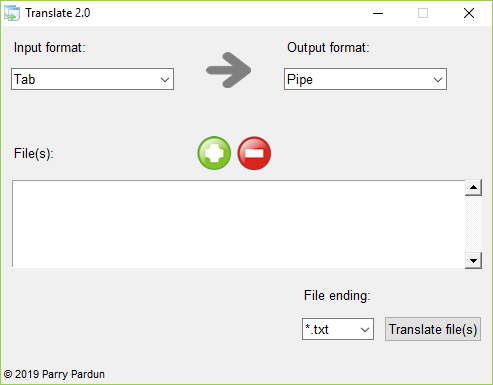 Translate 2.0
Input format:
Output format:
Tab
Pipe
File(s):
File ending:
*.txt
Translate file(s)
© 2019 Parry Pardun